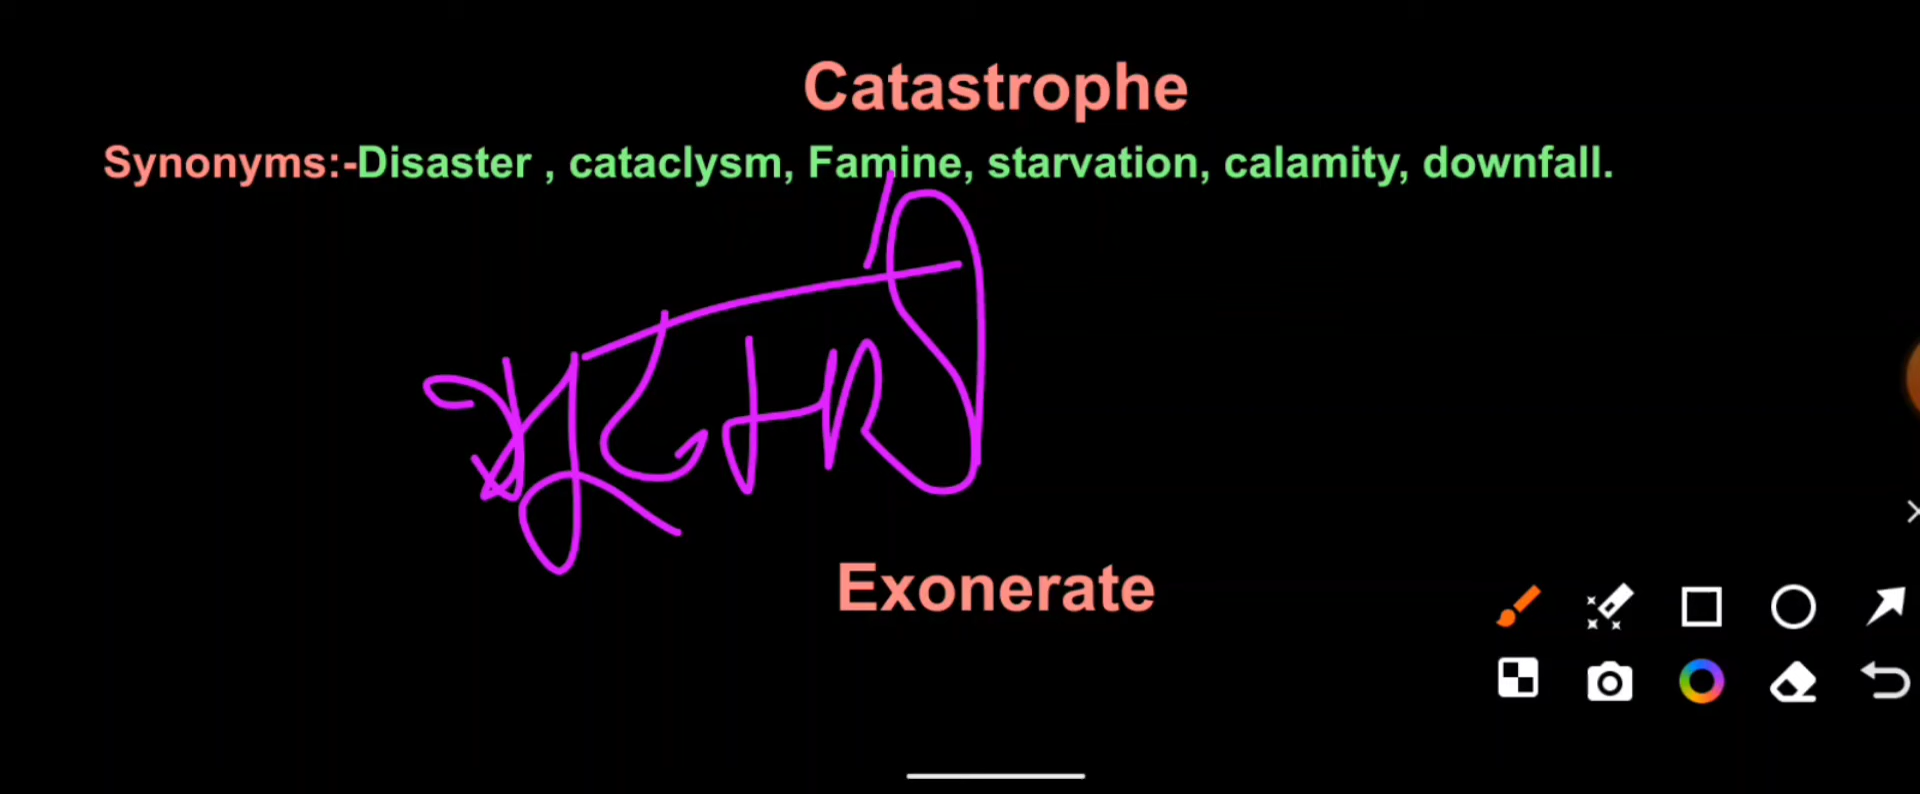 Catastrophe
Synonyms:-Disaster , cataclysm, Famine, starvation, calamity, downfall.
Exonerate